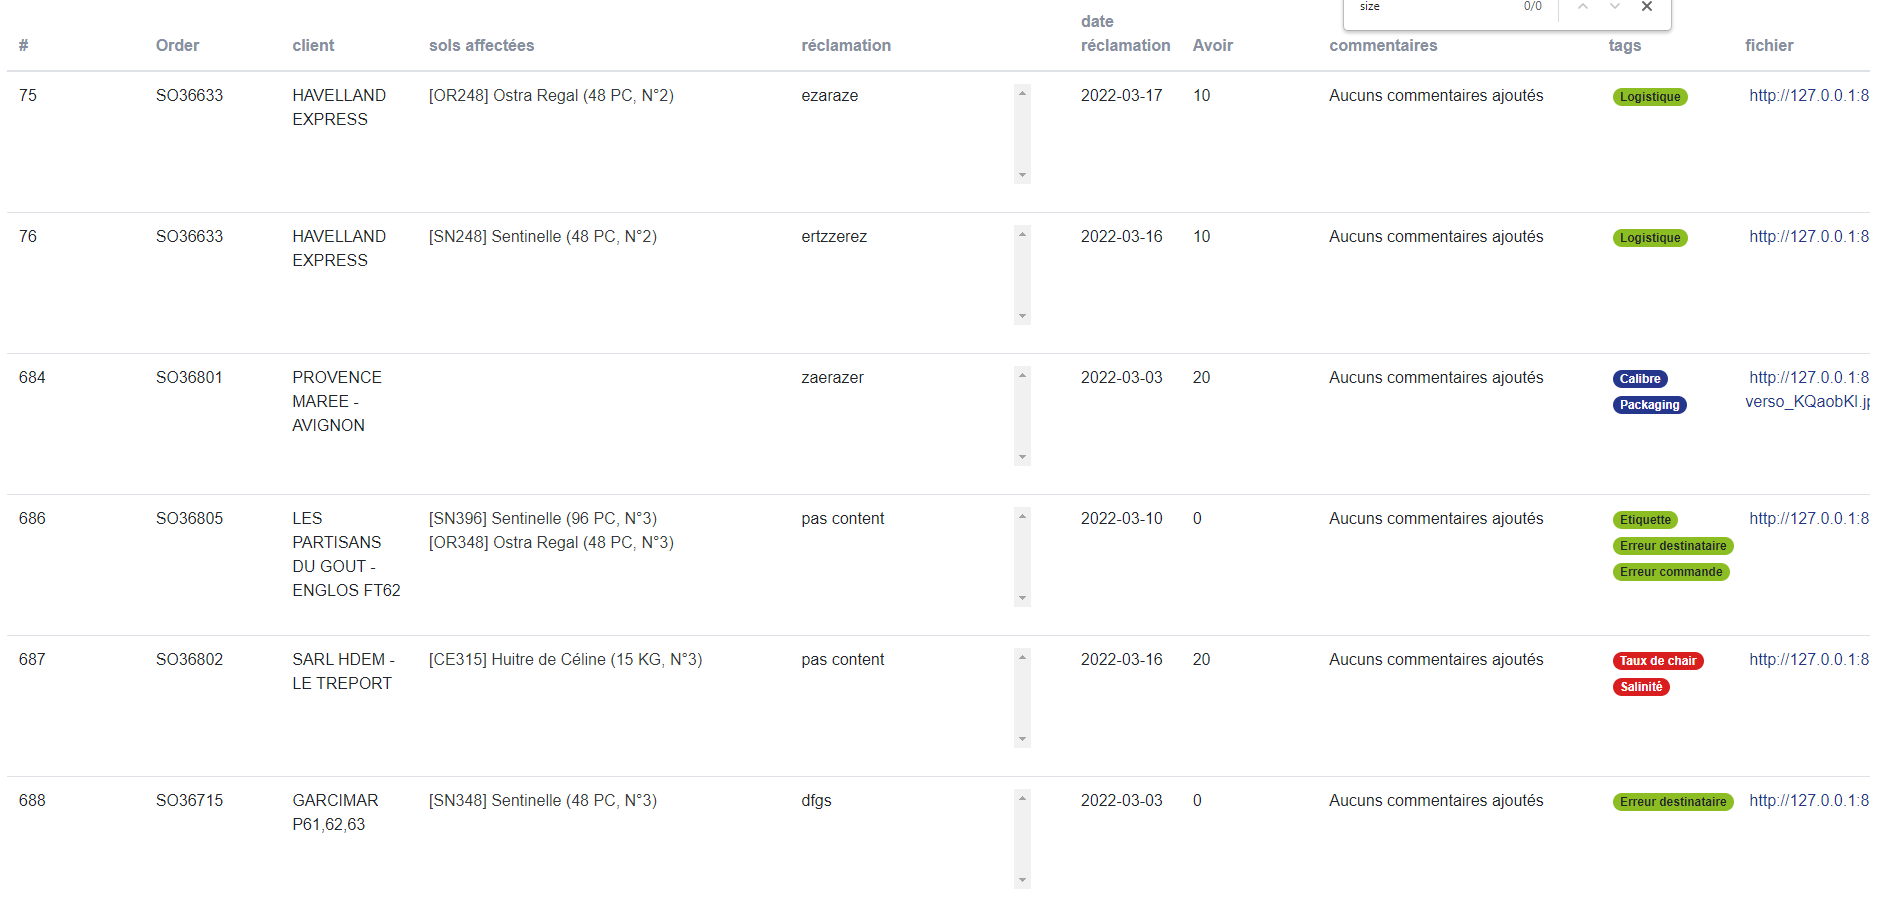 size 0/0
# Order client sols affectées réclamation date réclamation Avoir commentaires tags fichier
75 SO36633 HAVELLAND EXPRESS [OR248] Ostra Regal (48 PC, N°2) ezaraze 2022-03-17 10 Aucuns commentaires ajoutés Logistique http://127.0.0.1:8
76 SO36633 HAVELLAND EXPRESS [SN248] Sentinelle (48 PC, N°2) ertzzerez 2022-03-16 10 Aucuns commentaires ajoutés Logistique http://127.0.0.1:8
684 SO36801 PROVENCE MAREE - AVIGNON zaerazer 2022-03-03 20 Aucuns commentaires ajoutés Calibre Packaging http://127.0.0.1:8 verso_KQaobKI.jp
686 SO36805 LES PARTISANS DU GOUT - ENGLOS FT62 [SN396] Sentinelle (96 PC, N°3) [OR348] Ostra Regal (48 PC, N°3) pas content 2022-03-10 0 Aucuns commentaires ajoutés Etiquette Erreur destinataire Erreur commande http://127.0.0.1:8
687 SO36802 SARL HDEM - LE TREPORT [CE315] Huitre de Céline (15 KG, N°3) pas content 2022-03-16 20 Aucuns commentaires ajoutés Taux de chair Salinité http://127.0.0.1:8
688 SO36715 GARCIMAR P61,62,63 [SN348] Sentinelle (48 PC, N°3) dfgs 2022-03-03 0 Aucuns commentaires ajoutés Erreur destinataire http://127.0.0.1:8